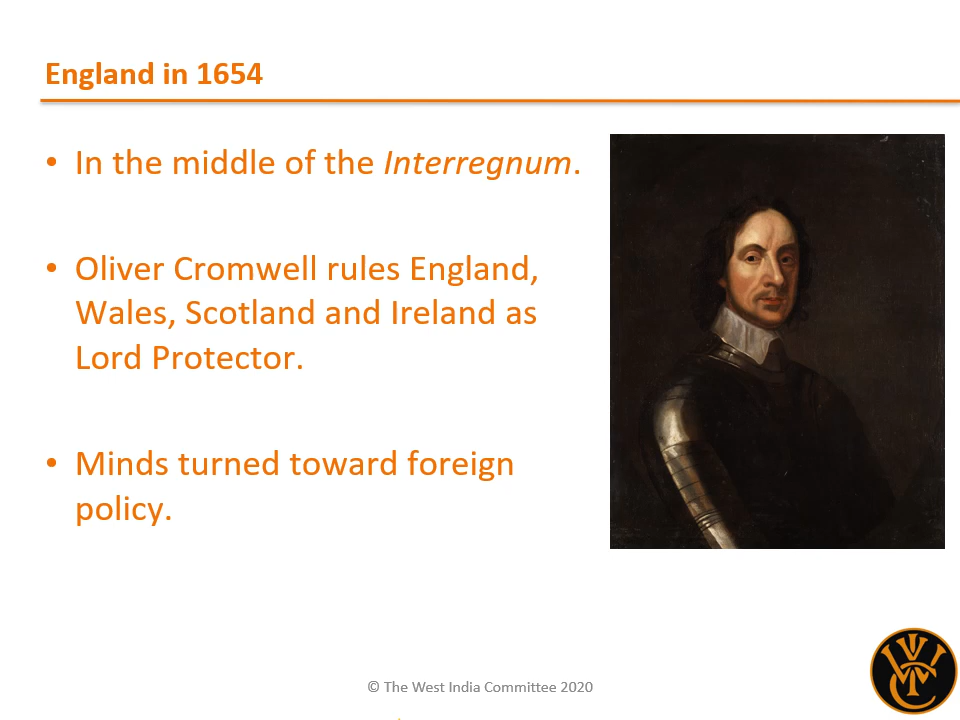 England in 1654
• In the middle of the Interregnum.
• Oliver Cromwell rules England,
Wales, Scotland and Ireland as
Lord Protector.
• Minds turned toward foreign
policy.
© The West India Committee 2020
WIC